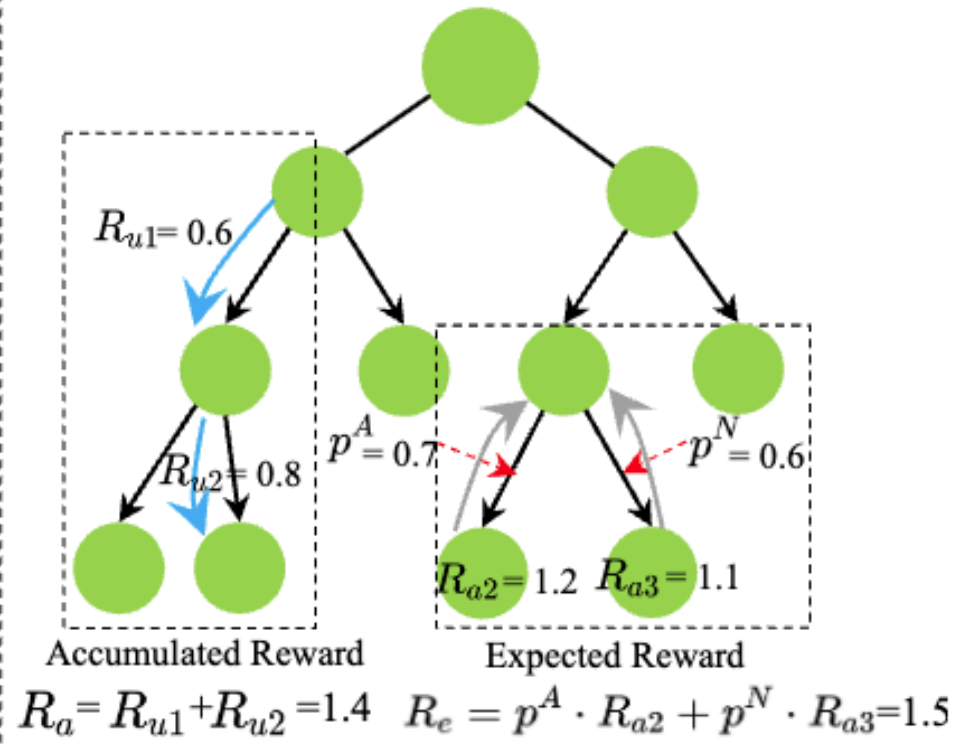 R_{u1}= 0.6
R_{u2}= 0.8
p^A = 0.7
p^N = 0.6
R_{a2}= 1.2
R_{a3}= 1.1
Accumulated Reward
R_a= R_{u1}+R_{u2} =1.4
Expected Reward
R_e = p^A · R_{a2} + p^N · R_{a3}=1.5